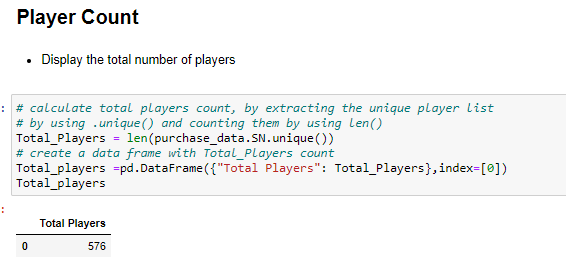 Player Count
• Display the total number of players
: # calculate total players count, by extracting the unique player list
# by using .unique() and counting them by using len()
Total_Players = len(purchase_data.SN.unique())
# create a data frame with Total_Players count
Total_players =pd.DataFrame({"Total Players": Total_Players},index=[0])
Total_players
:
Total Players
0 576